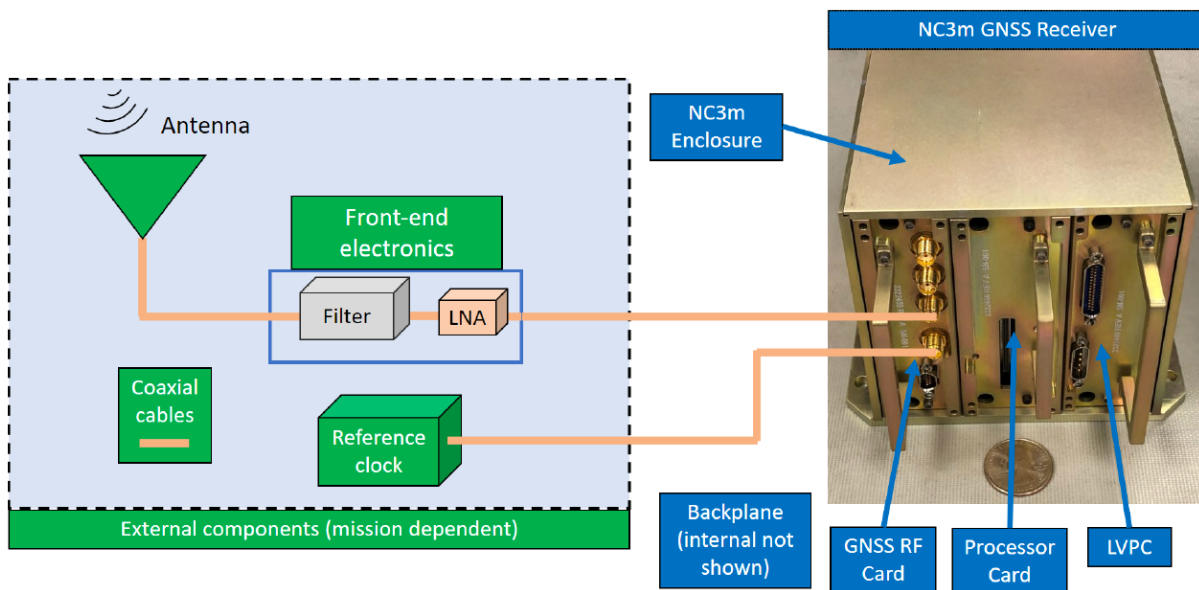 NC3m GNSS Receiver
NC3m
Enclosure
Antenna
Front-end
electronics
Filter
LNA
Coaxial
cables
Reference
clock
External components (mission dependent)
Backplane
(internal not
shown)
GNSS RF
Card
Processor
Card
LVPC